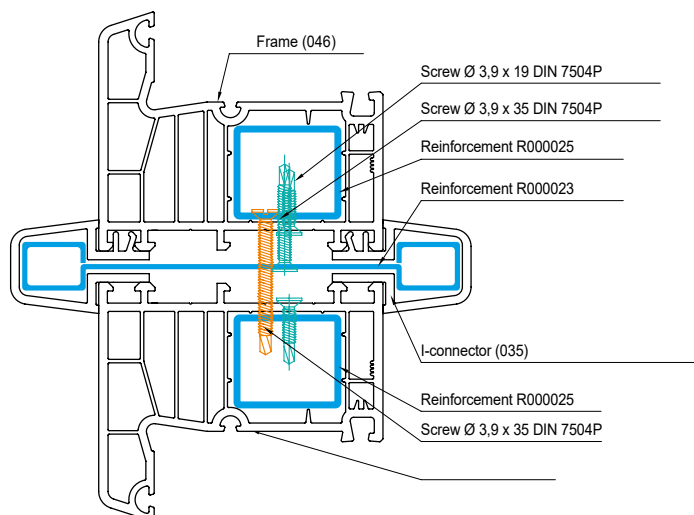 Frame (046)
Screw Ø 3,9 x 19 DIN 7504P
Screw Ø 3,9 x 35 DIN 7504P
Reinforcement R000025
Reinforcement R000023
I-connector (035)
Reinforcement R000025
Screw Ø 3,9 x 35 DIN 7504P